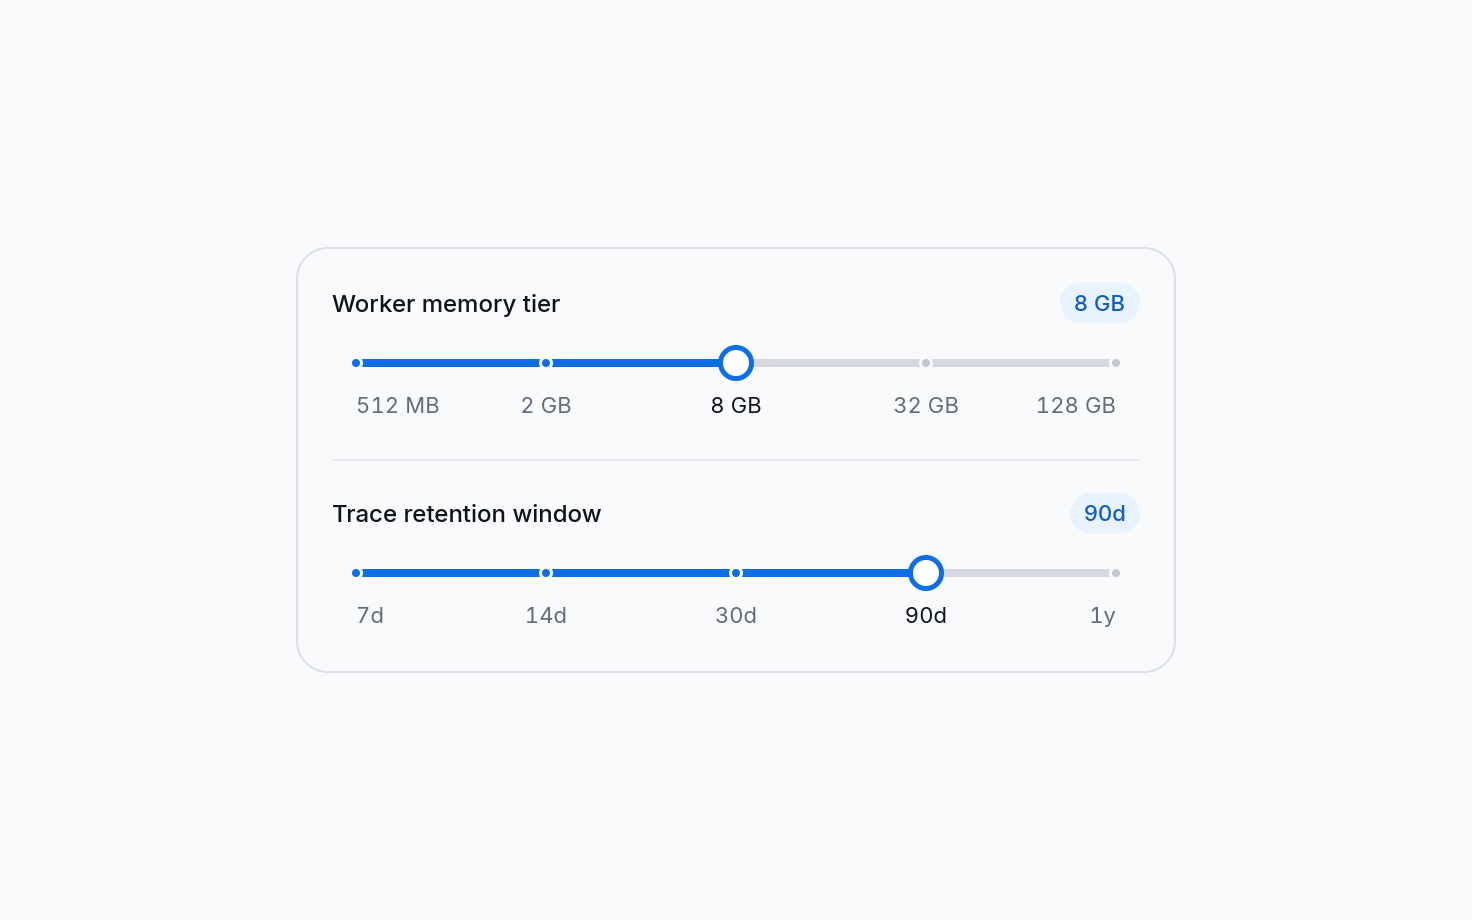 Worker memory tier 8 GB
512 MB 2 GB 8 GB 32 GB 128 GB
Trace retention window 90d
7d 14d 30d 90d 1y